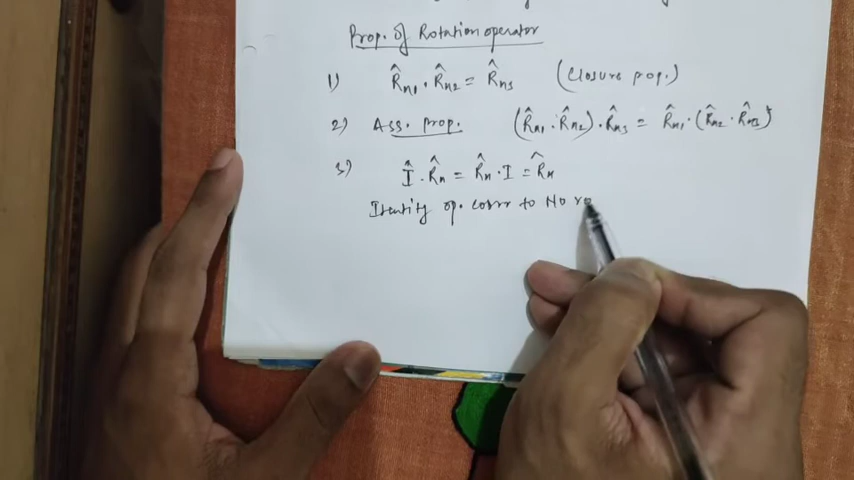 Prop. of Rotation operator
1) R̂n1 · R̂n2 = R̂n3 (Closure prop.)
2) Ass. prop. (R̂n1 · R̂n2) · R̂n3 = R̂n1 · (R̂n2 · R̂n3)
3) Î · R̂n = R̂n · I = R̂n
Identity op. corr to No ro